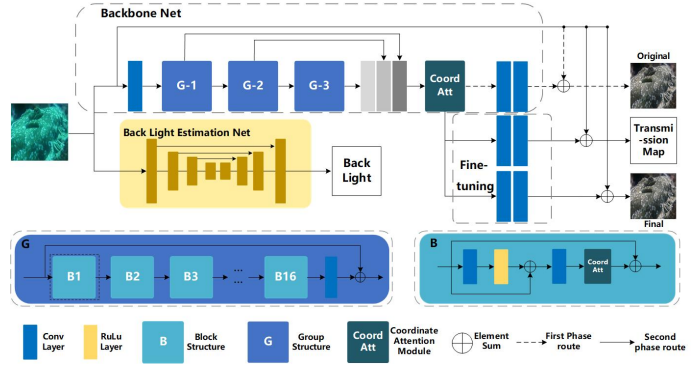 Backbone Net
Original
G-1
G-2
G-3
Coord
Att
Back Light Estimation Net
Back
Light
Fine-
tuning
Transmi
-ssion
Map
Final
G
B1
B2
B3
...
...
B16
B
Coord
Att
Conv
Layer
RuLu
Layer
B
Block
Structure
G
Group
Structure
Coord
Att
Coordinate
Attention
Module
Element
Sum
First Phase
route
Second
phase route